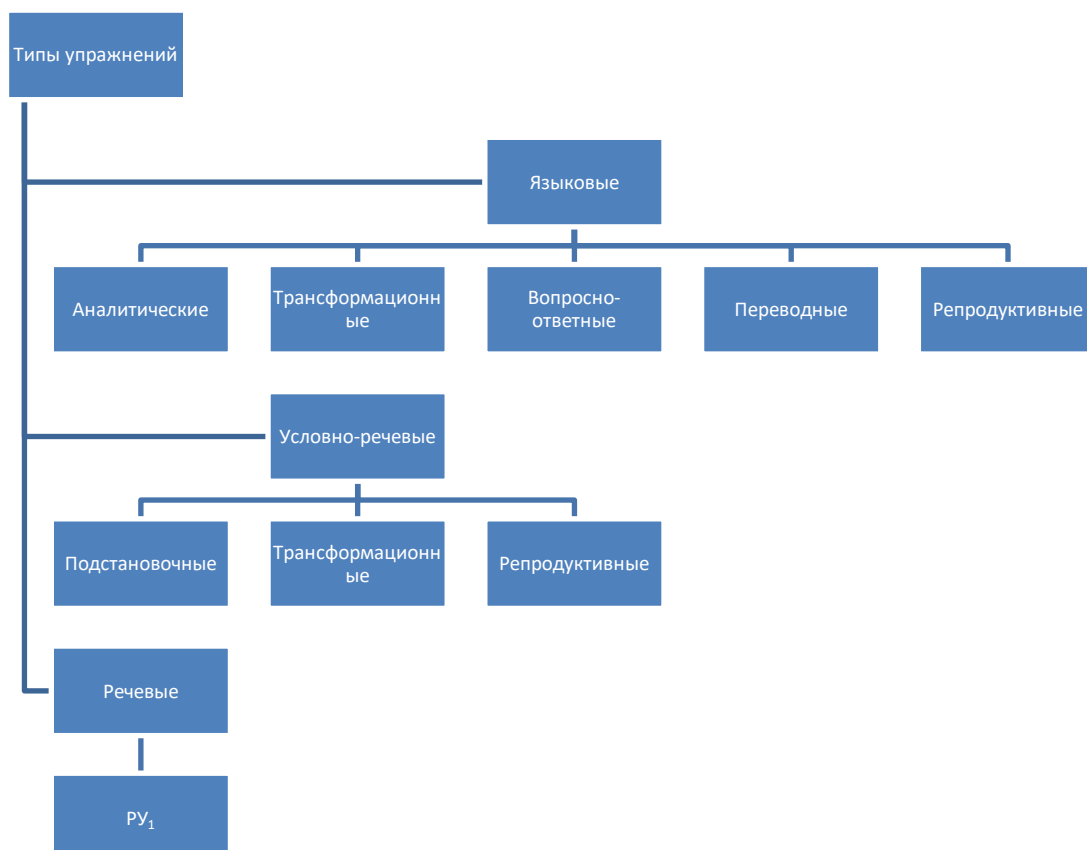 Типы упражнений
Языковые
Аналитические
Трансформационн
ые
Вопросно-
ответные
Переводные
Репродуктивные
Условно-речевые
Подстановочные
Трансформационн
ые
Репродуктивные
Речевые
РУ₁